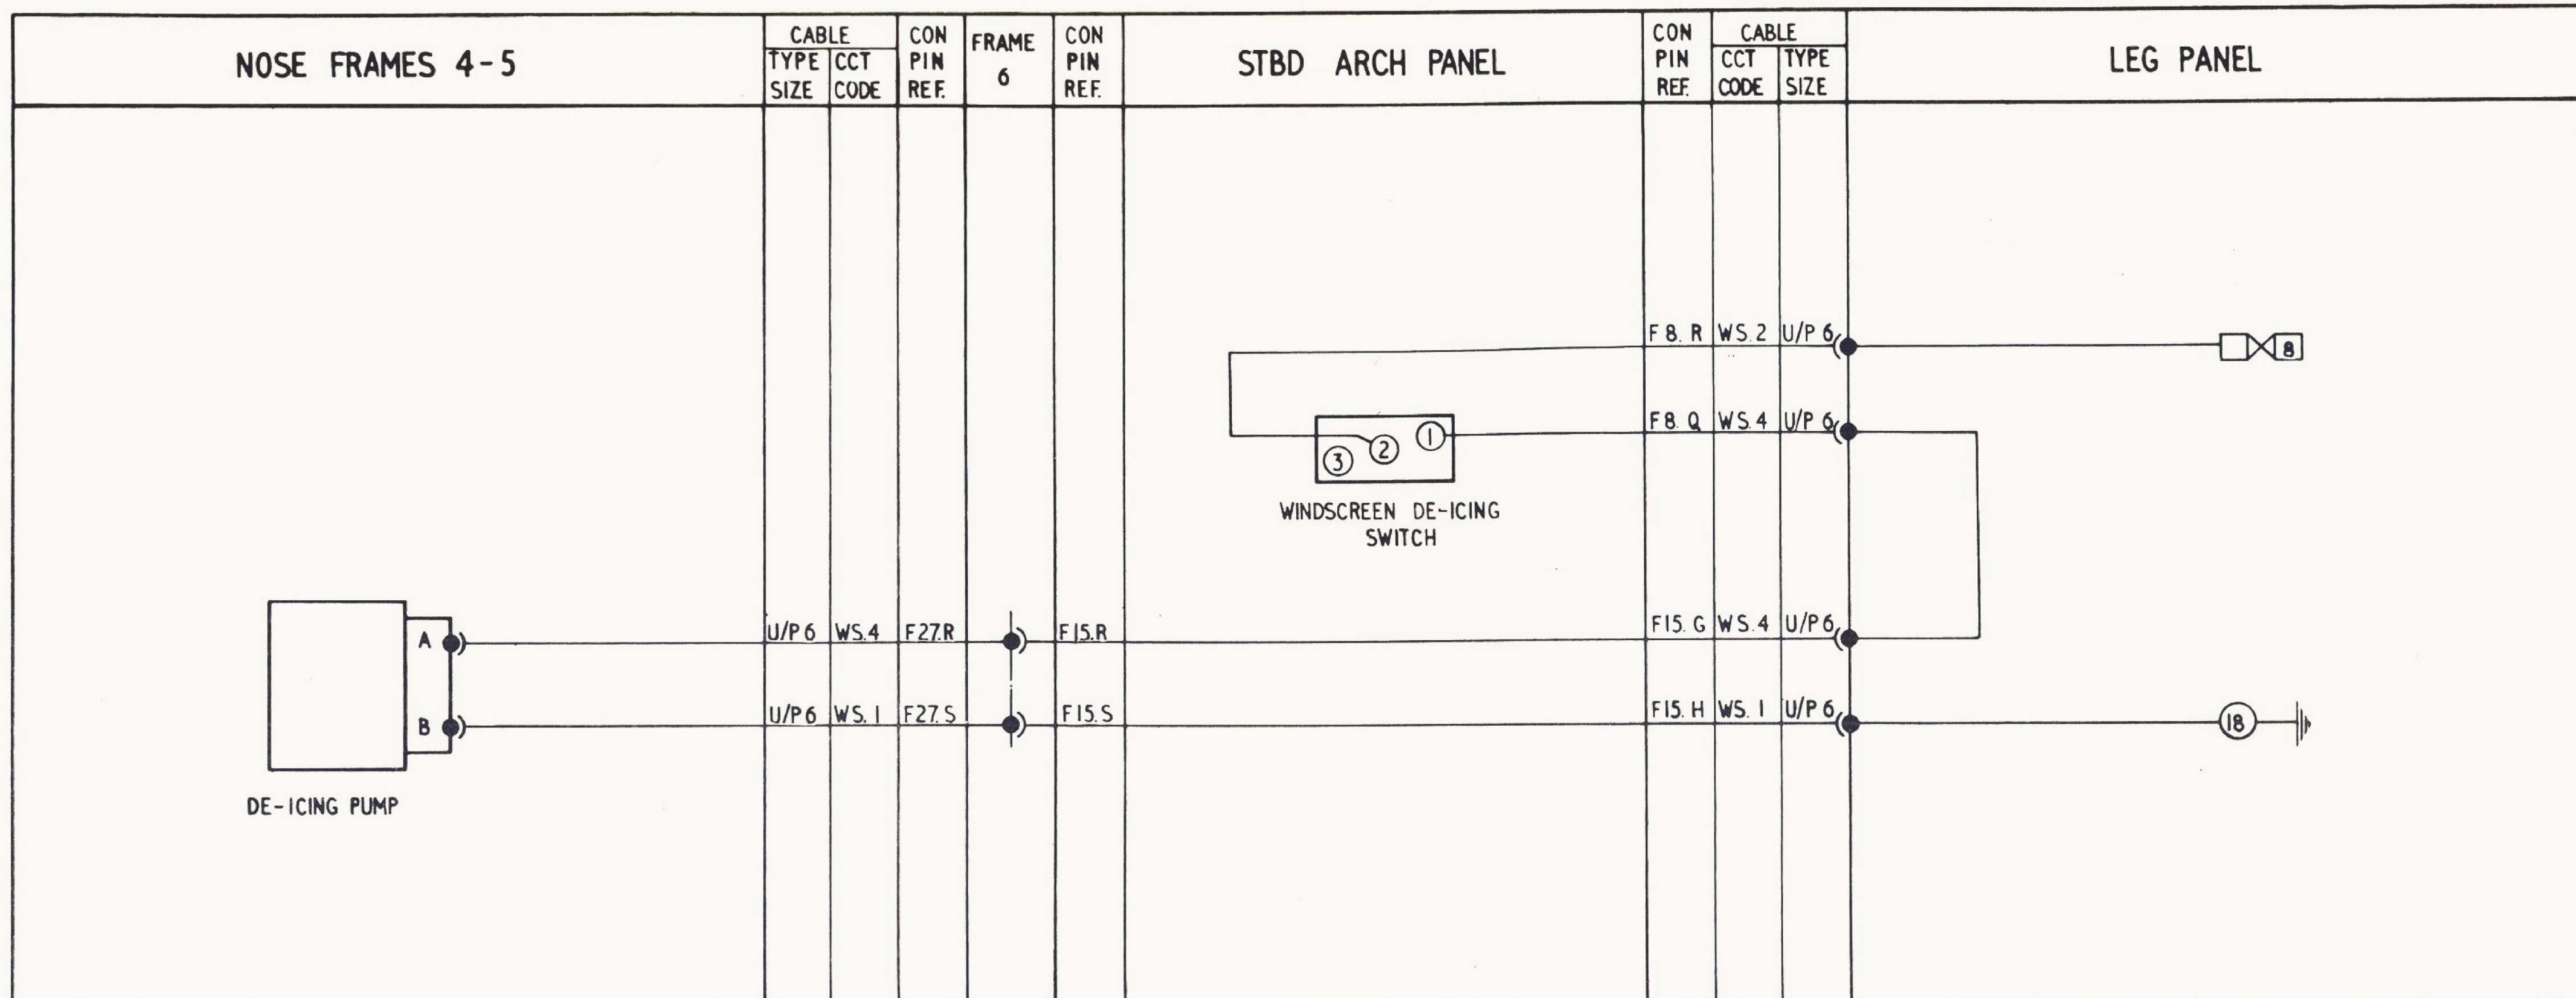 NOSE FRAMES 4-5
CABLE
TYPE SIZE
CCT CODE
CON PIN REF.
FRAME 6
CON PIN REF.
STBD ARCH PANEL
CON PIN REF.
CABLE
CCT CODE
TYPE SIZE
LEG PANEL
F8. R WS.2 U/P 6
8
F8. Q WS.4 U/P 6
3 2 1
WINDSCREEN DE-ICING
SWITCH
A U/P 6 WS.4 F27.R F15.R F15. G WS.4 U/P 6
B U/P 6 WS. 1 F27. S F15. S F15. H WS. 1 U/P 6 18
DE-ICING PUMP